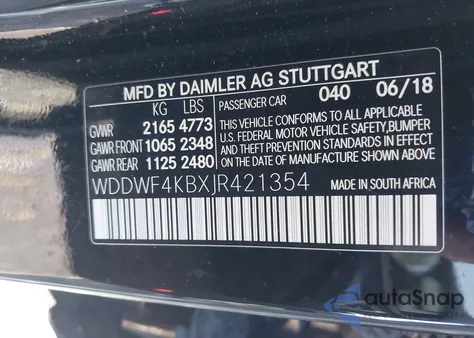 MFD BY DAIMLER AG STUTTGART
KG LBS PASSENGER CAR 040 06/18
GVWR 2165 4773
GAWR FRONT 1065 2348
GAWR REAR 1125 2480
THIS VEHICLE CONFORMS TO ALL APPLICABLE
U.S. FEDERAL MOTOR VEHICLE SAFETY,BUMPER
AND THEFT PREVENTION STANDARDS IN EFFECT
ON THE DATE OF MANUFACTURE SHOWN ABOVE.
WDDWF4KBXJR421354 MADE IN SOUTH AFRICA
autoSnap